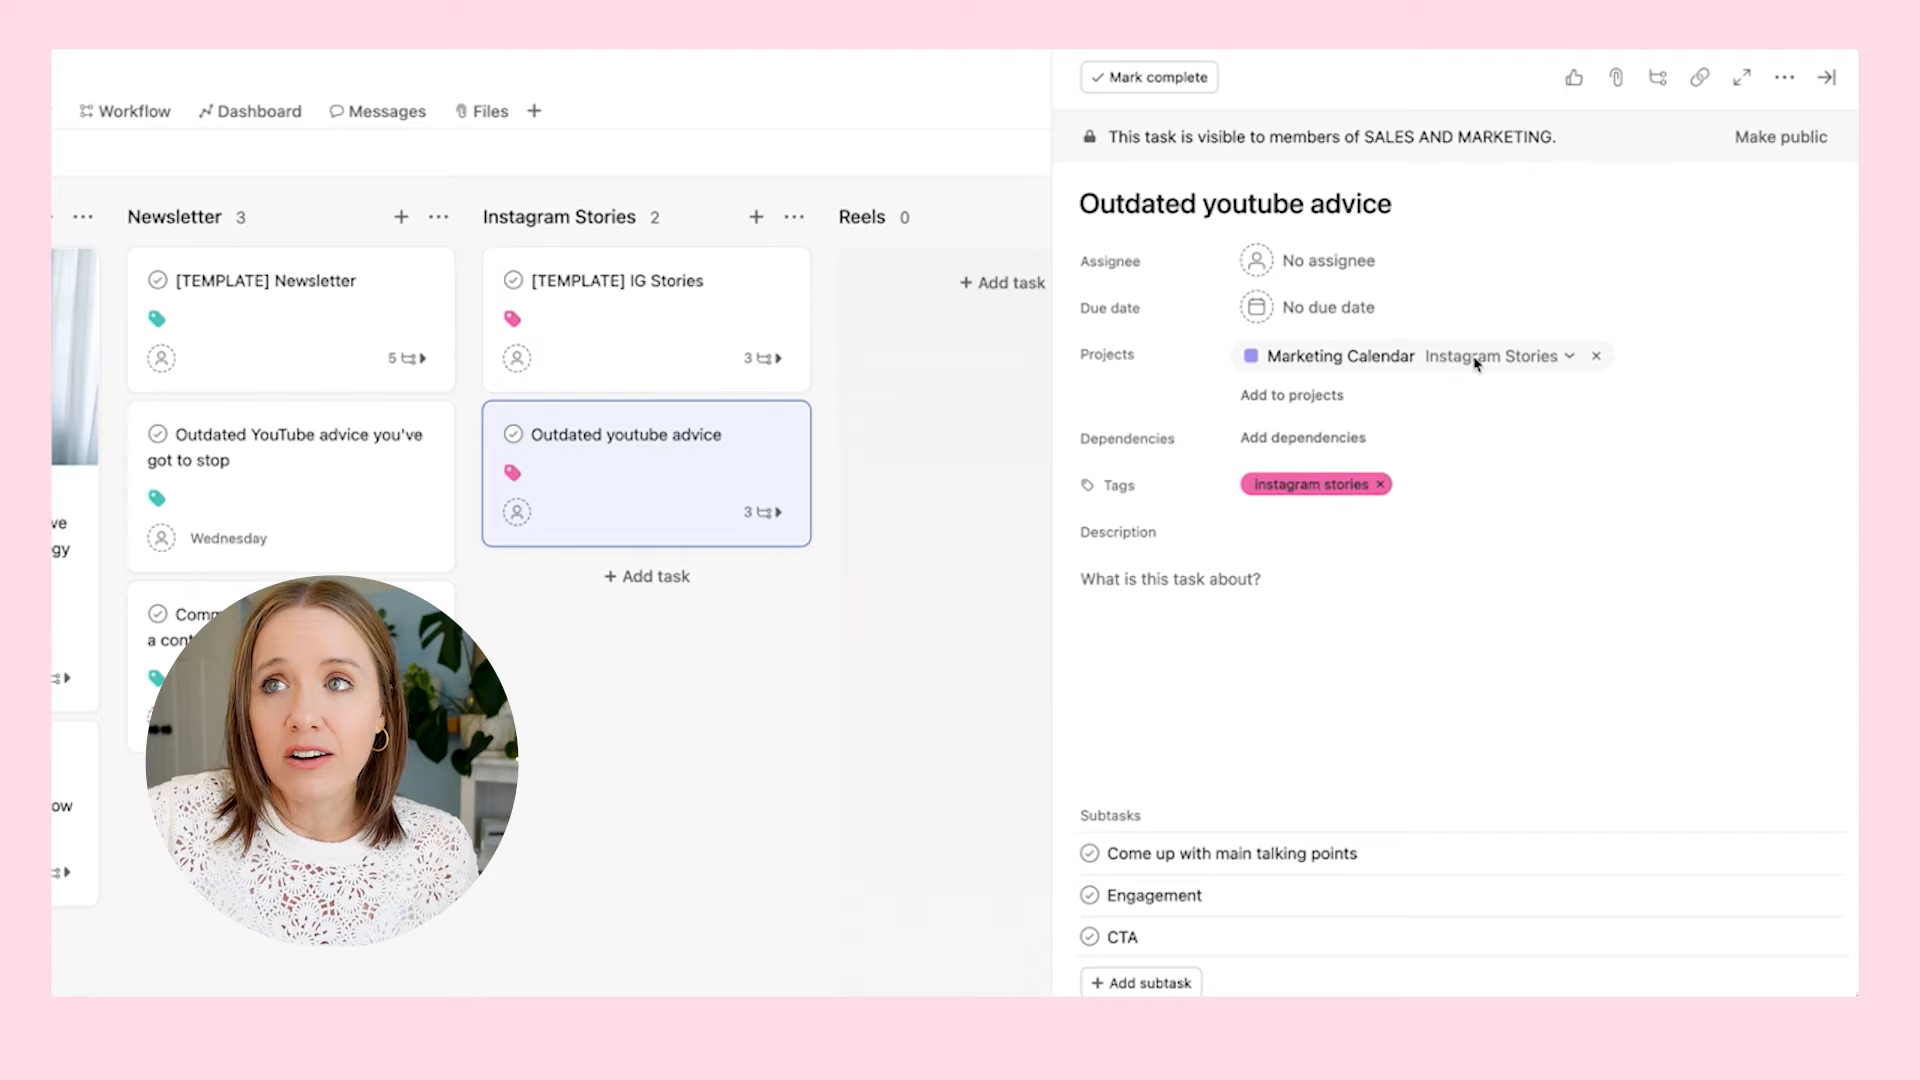 Workflow
Dashboard
Messages
Files
Newsletter 3
[TEMPLATE] Newsletter
5
Outdated YouTube advice you've
got to stop
Wednesday
a
ow
Instagram Stories 2
[TEMPLATE] IG Stories
3
Outdated youtube advice
3
+ Add task
Reels 0
+ Add task
Mark complete
This task is visible to members of SALES AND MARKETING.
Make public
Outdated youtube advice
Assignee
No assignee
Due date
No due date
Projects
Marketing Calendar Instagram Stories
Add to projects
Dependencies
Add dependencies
Tags
instagram stories ×
Description
What is this task about?
Subtasks
Come up with main talking points
Engagement
CTA
+ Add subtask